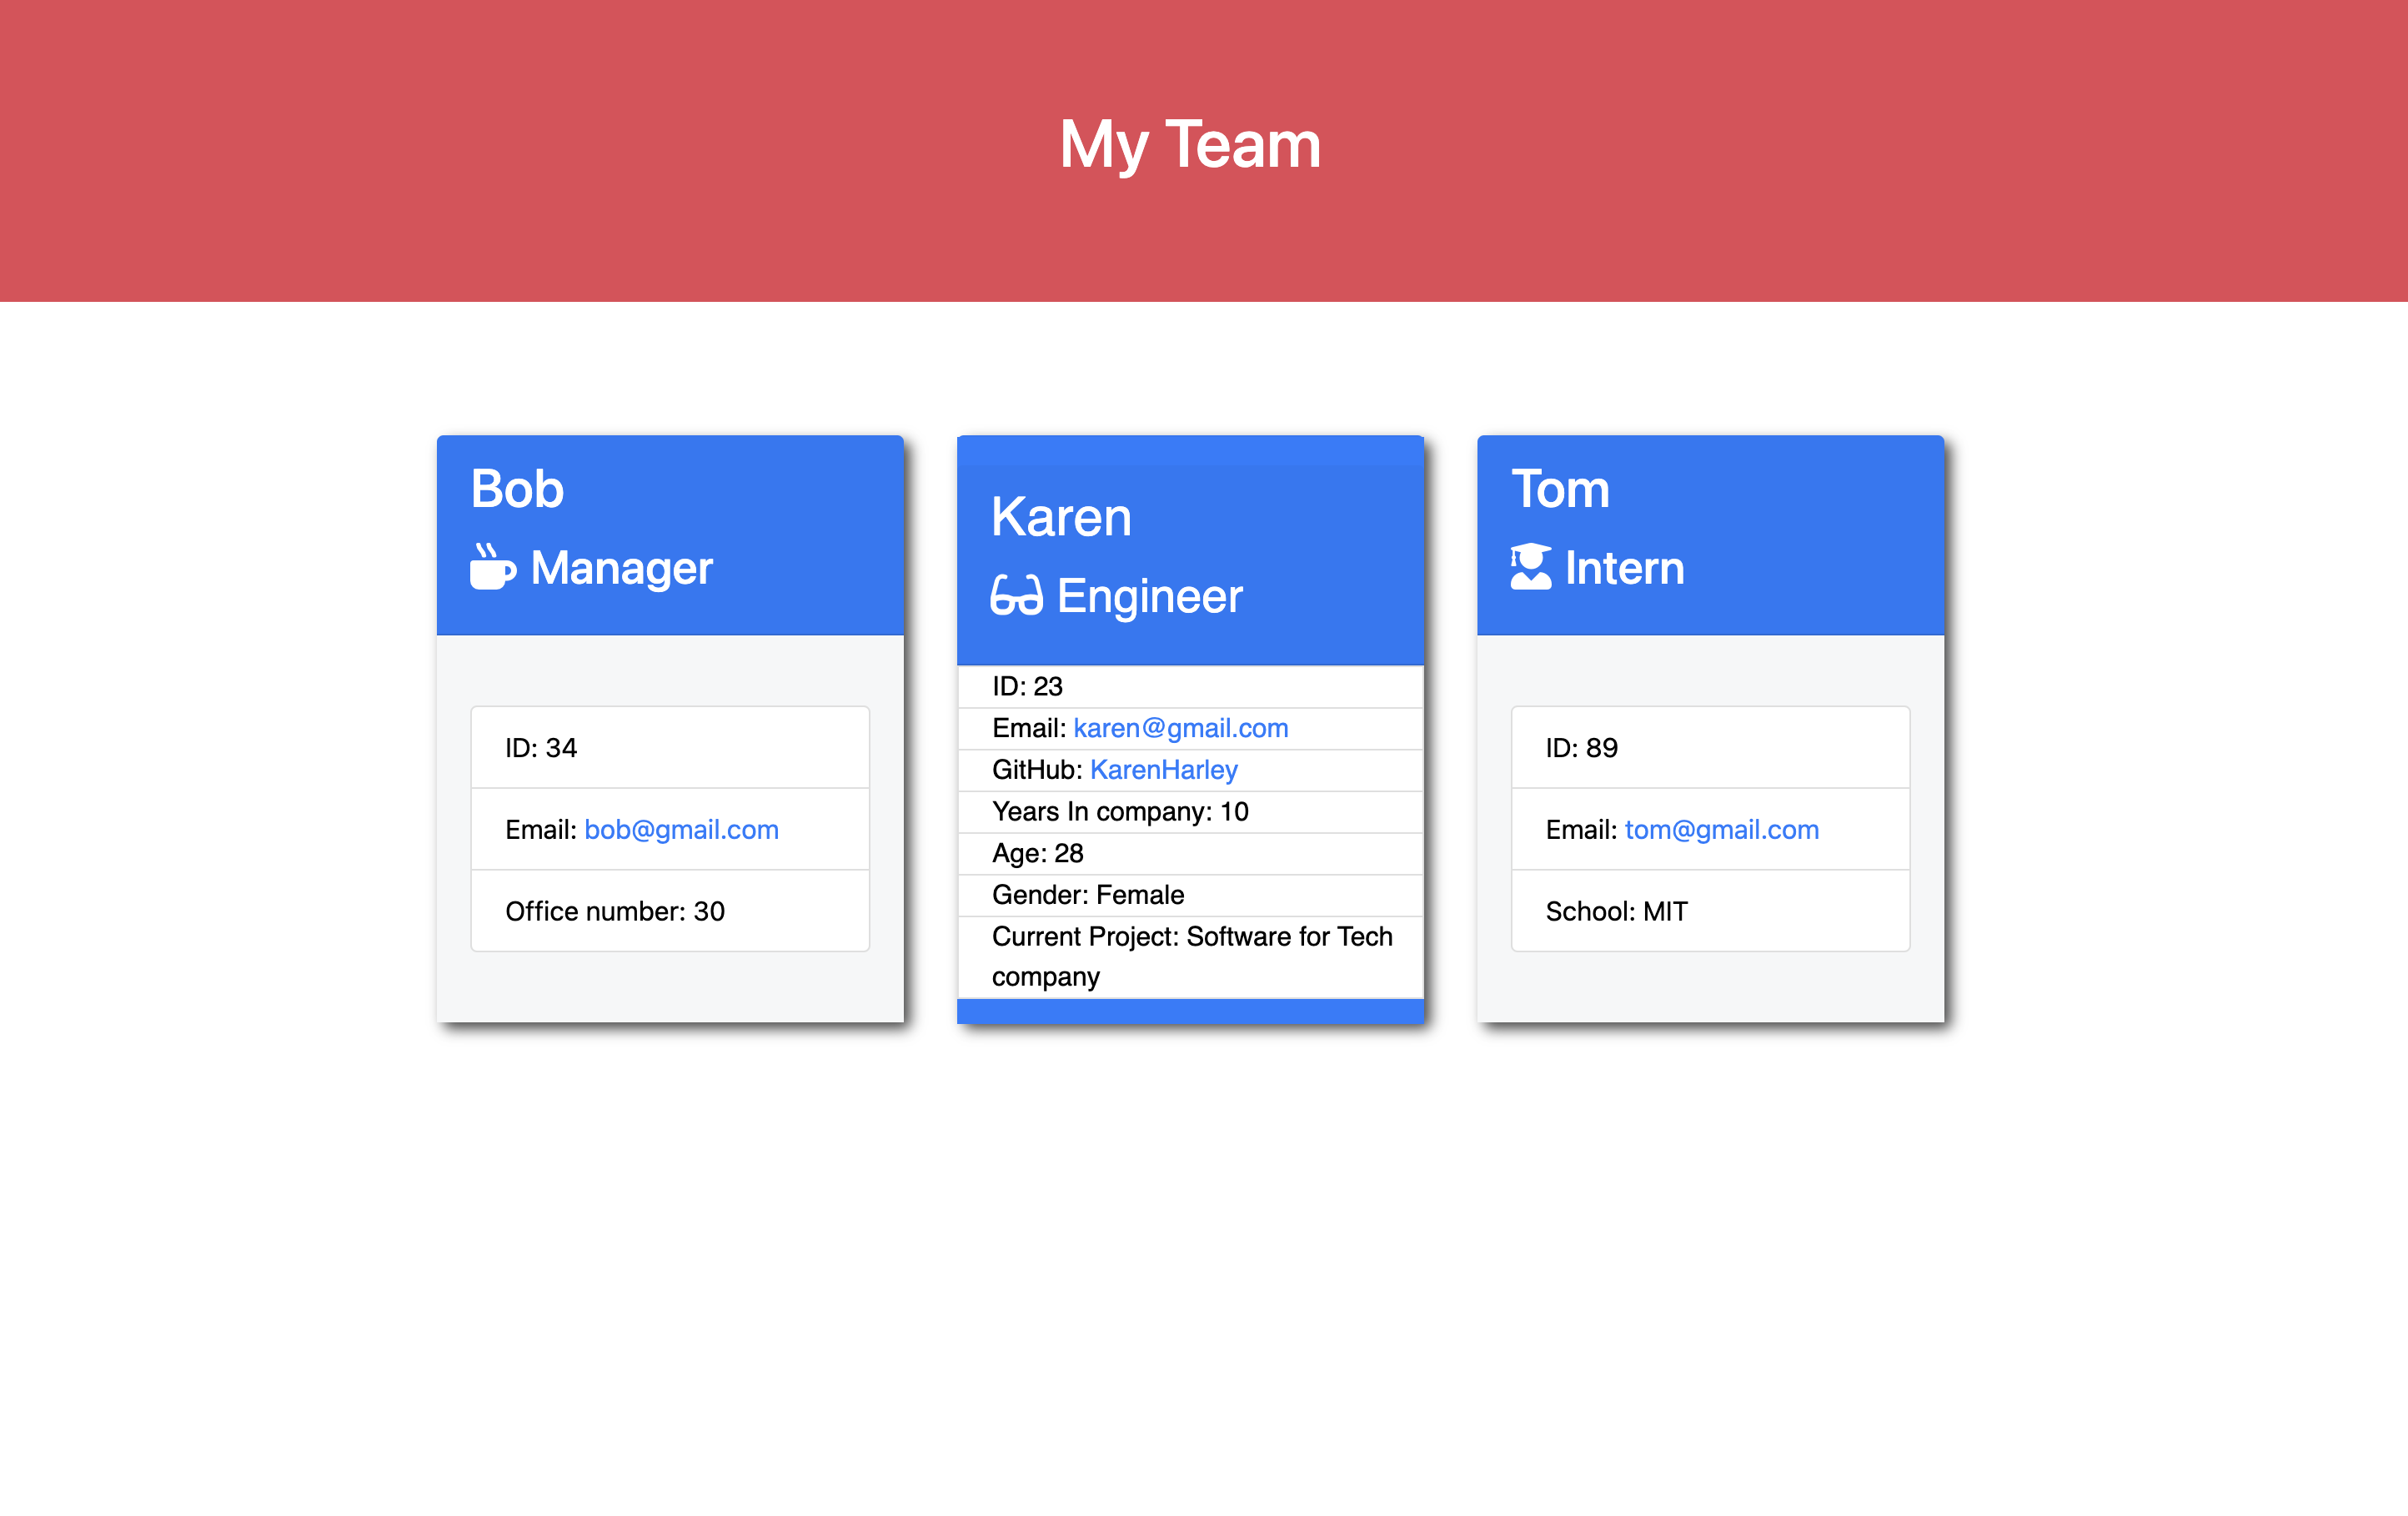 My Team
Bob
Manager
ID: 34
Email: bob@gmail.com
Office number: 30
Karen
Engineer
ID: 23
Email: karen@gmail.com
GitHub: KarenHarley
Years In company: 10
Age: 28
Gender: Female
Current Project: Software for Tech
company
Tom
Intern
ID: 89
Email: tom@gmail.com
School: MIT